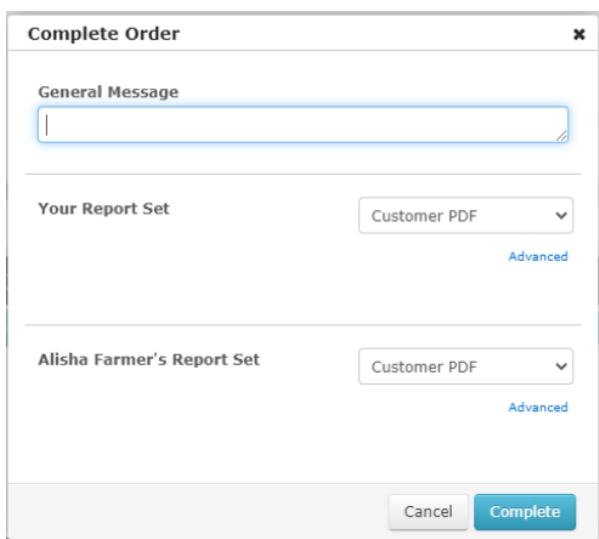 Complete Order ✖
General Message
Your Report Set Customer PDF
Advanced
Alisha Farmer's Report Set Customer PDF
Advanced
Cancel Complete